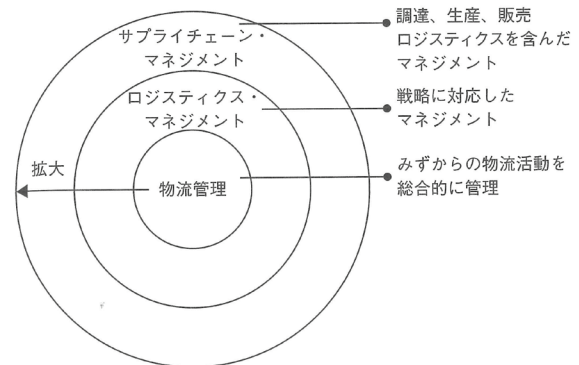 サプライチェーン・
マネジメント
調達、生産、販売
ロジスティクスを含んだ
マネジメント
ロジスティクス・
マネジメント
戦略に対応した
マネジメント
拡大
物流管理
みずからの物流活動を
総合的に管理